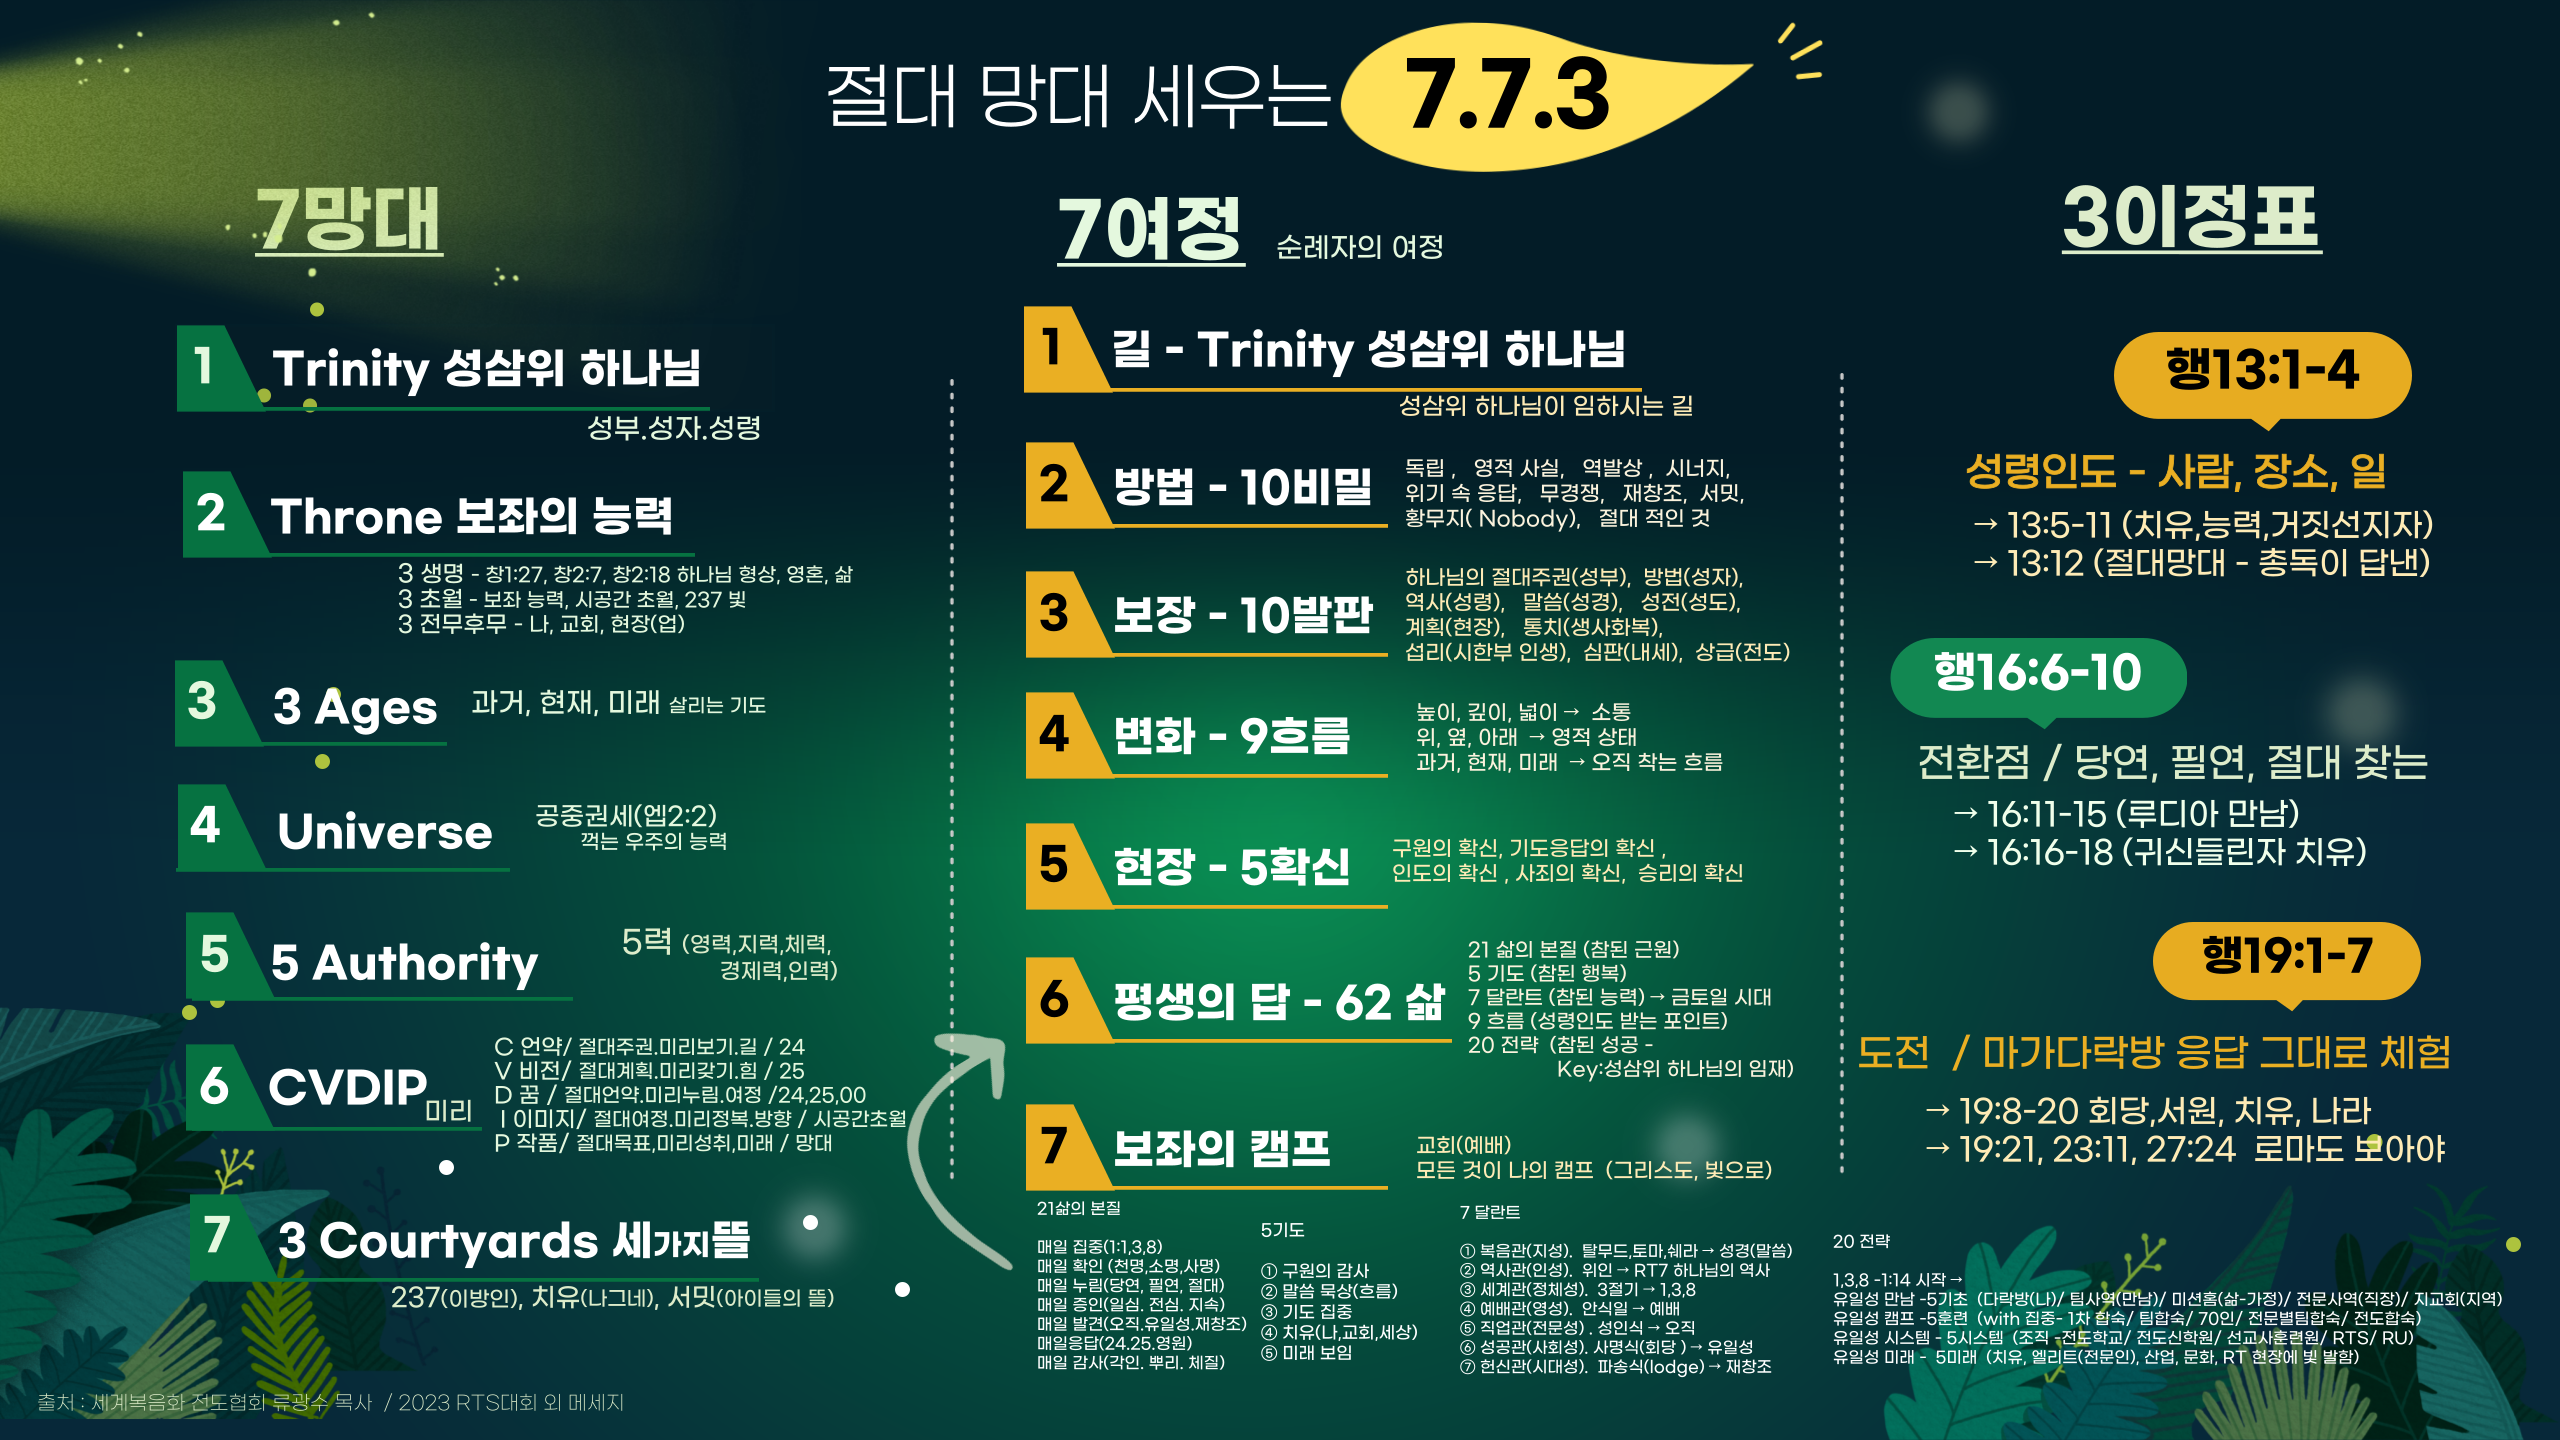 절대 망대 세우는 7.7.3
7망대
1 Trinity 성삼위 하나님
성부.성자.성령
2 Throne 보좌의 능력
3 생명 - 창1:27, 창2:7, 창2:18 하나님 형상, 영혼, 삶
3 초월 - 보좌 능력, 시공간 초월, 237 빛
3 전무후무 - 나, 교회, 현장(업)
3 3 Ages 과거, 현재, 미래 살리는 기도
4 Universe 공중권세(엡2:2)
꺽는 우주의 능력
5 5 Authority 5력 (영력,지력,체력,
경제력,인력)
6 CVDIP 미리
C 언약/ 절대주권.미리보기.길 / 24
V 비전/ 절대계획.미리갖기.힘 / 25
D 꿈 / 절대언약.미리누림.여정 /24,25,00
I 이미지/ 절대여정.미리정복.방향 / 시공간초월
P 작품/ 절대목표,미리성취,미래 / 망대
7 3 Courtyards 세가지뜰
237(이방인), 치유(나그네), 서밋(아이들의 뜰)
7여정 순례자의 여정
1 길 - Trinity 성삼위 하나님
성삼위 하나님이 임하시는 길
2 방법 - 10비밀
독립 , 영적 사실, 역발상 , 시너지,
위기 속 응답, 무경쟁, 재창조, 서밋,
황무지( Nobody), 절대 적인 것
3 보장 - 10발판
하나님의 절대주권(성부), 방법(성자),
역사(성령), 말씀(성경), 성전(성도),
계획(현장), 통치(생사화복),
섭리(시한부 인생), 심판(내세), 상급(전도)
4 변화 - 9흐름
높이, 깊이, 넓이 → 소통
위, 옆, 아래 → 영적 상태
과거, 현재, 미래 → 오직 착는 흐름
5 현장 - 5확신
구원의 확신, 기도응답의 확신 ,
인도의 확신 , 사죄의 확신, 승리의 확신
6 평생의 답 - 62 삶
21 삶의 본질 (참된 근원)
5 기도 (참된 행복)
7 달란트 (참된 능력) → 금토일 시대
9 흐름 (성령인도 받는 포인트)
20 전략 (참된 성공 -
Key:성삼위 하나님의 임재)
7 보좌의 캠프
교회(예배)
모든 것이 나의 캠프 (그리스도, 빛으로)
21삶의 본질
매일 집중(1:1,3,8)
매일 확인 (천명,소명,사명)
매일 누림(당연, 필연, 절대)
매일 증인(일심. 전심. 지속)
매일 발견(오직.유일성.재창조)
매일응답(24.25.영원)
매일 감사(각인. 뿌리. 체질)
5기도
① 구원의 감사
② 말씀 묵상(흐름)
③ 기도 집중
④ 치유(나,교회,세상)
⑤ 미래 보임
7 달란트
① 복음관(지성). 탈무드,토마,쉐라 → 성경(말씀)
② 역사관(인성). 위인 → RT7 하나님의 역사
③ 세계관(정체성). 3절기 → 1,3,8
④ 예배관(영성). 안식일 → 예배
⑤ 직업관(전문성) . 성인식 → 오직
⑥ 성공관(사회성). 사명식(회당 ) → 유일성
⑦ 헌신관(시대성). 파송식(lodge) → 재창조
3이정표
행13:1-4
성령인도 - 사람, 장소, 일
→ 13:5-11 (치유,능력,거짓선지자)
→ 13:12 (절대망대 - 총독이 답낸)
행16:6-10
전환점 / 당연, 필연, 절대 찾는
→ 16:11-15 (루디아 만남)
→ 16:16-18 (귀신들린자 치유)
행19:1-7
도전 / 마가다락방 응답 그대로 체험
→ 19:8-20 회당,서원, 치유, 나라
→ 19:21, 23:11, 27:24 로마도 보아야
20 전략
1,3,8 -1:14 시작 →
유일성 만남 -5기초 (다락방(나)/ 팀사역(만남)/ 미션홈(삶-가정)/ 전문사역(직장)/ 지교회(지역)
유일성 캠프 -5훈련 (with 집중- 1차 합숙/ 팀합숙/ 70인/ 전문별팀합숙/ 전도합숙)
유일성 시스템 - 5시스템 (조직 -전도학교/ 전도신학원/ 선교사훈련원/ RTS/ RU)
유일성 미래 - 5미래 (치유, 엘리트(전문인), 산업, 문화, RT 현장에 빛 발함)
출처 : 세계복음화 전도협회 류광수 목사 / 2023 RTS대회 외 메세지